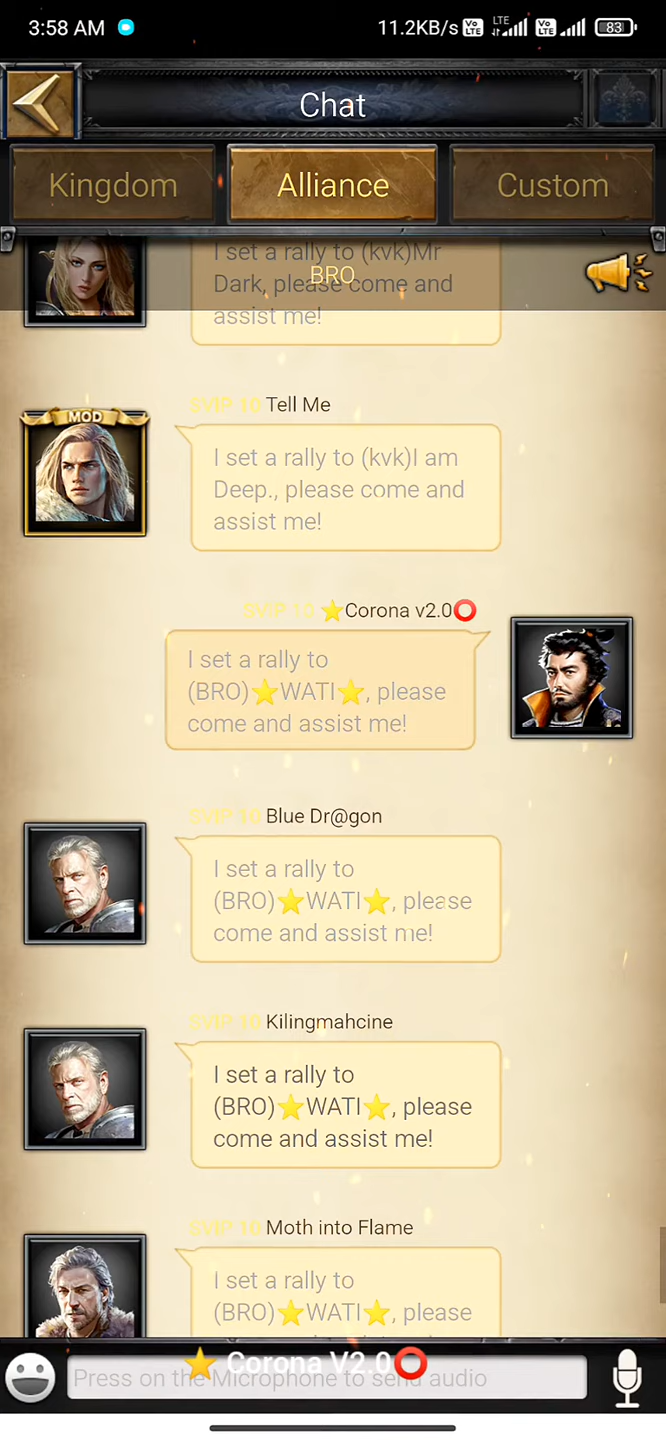 3:58 AM
11.2KB/s
Vo LTE
LTE
Vo LTE
83
Chat
Kingdom
Alliance
Custom
I set a rally to (kvk)Mr
Dark, please come and
assist me!
BRO
SVIP 10 Tell Me
MOD
I set a rally to (kvk)I am
Deep., please come and
assist me!
SVIP 10 ⭐Corona v2.0⭕
I set a rally to
(BRO)⭐WATI⭐, please
come and assist me!
SVIP 10 Blue Dr@gon
I set a rally to
(BRO)⭐WATI⭐, please
come and assist me!
SVIP 10 Kilingmahcine
I set a rally to
(BRO)⭐WATI⭐, please
come and assist me!
SVIP 10 Moth into Flame
I set a rally to
(BRO)⭐WATI⭐, please
⭐ Corona V2.0⭕
Press on the Microphone to send audio